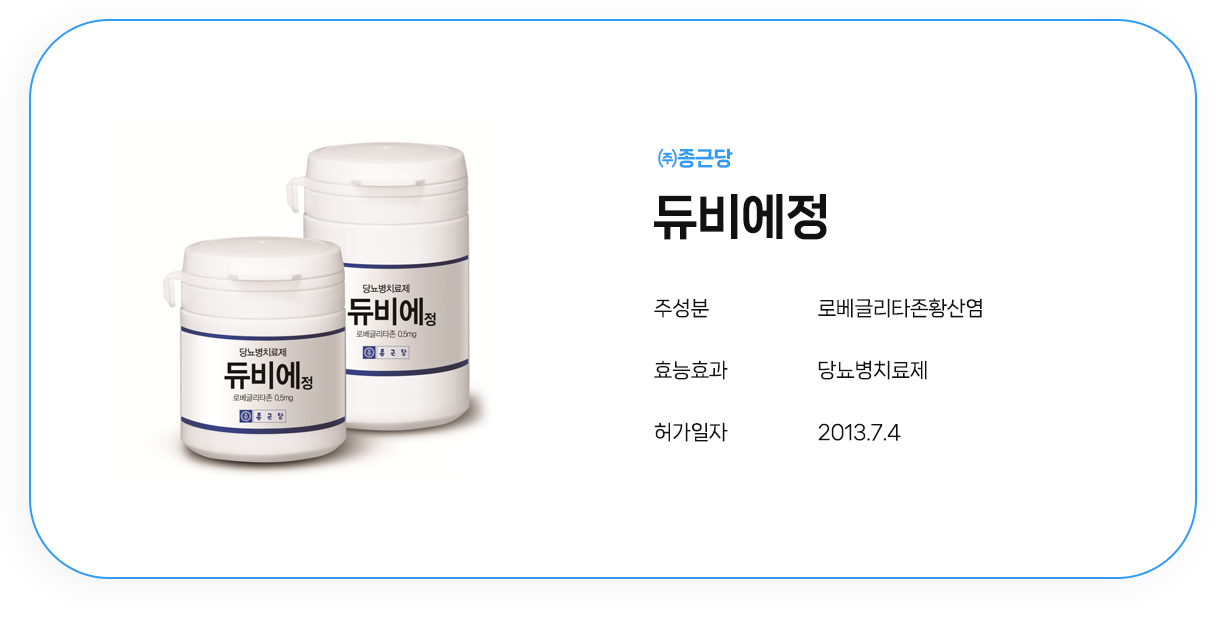 ㈜종근당
듀비에정
주성분 로베글리타존황산염
효능효과 당뇨병치료제
허가일자 2013.7.4
당뇨병치료제
듀비에정
로베글리타존 0.5mg
종근당
당뇨병치료제
듀비에정
로베글리타존 0.5mg
종근당